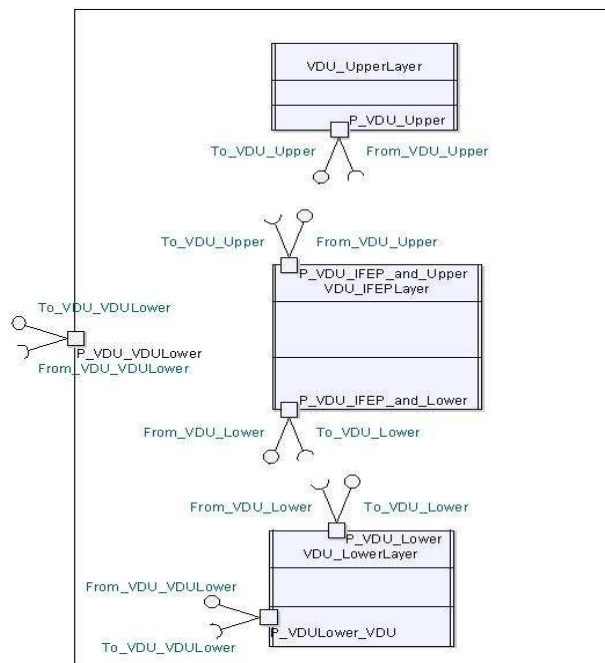 VDU_UpperLayer
P_VDU_Upper
To_VDU_Upper From_VDU_Upper
To_VDU_Upper From_VDU_Upper
P_VDU_IFEP_and_Upper
VDU_IFEPLayer
To_VDU_VDULower
P_VDU_VDULower
From_VDU_VDULower
P_VDU_IFEP_and_Lower
From_VDU_Lower To_VDU_Lower
From_VDU_Lower To_VDU_Lower
P_VDU_Lower
VDU_LowerLayer
From_VDU_VDULower
P_VDULower_VDU
To_VDU_VDULower